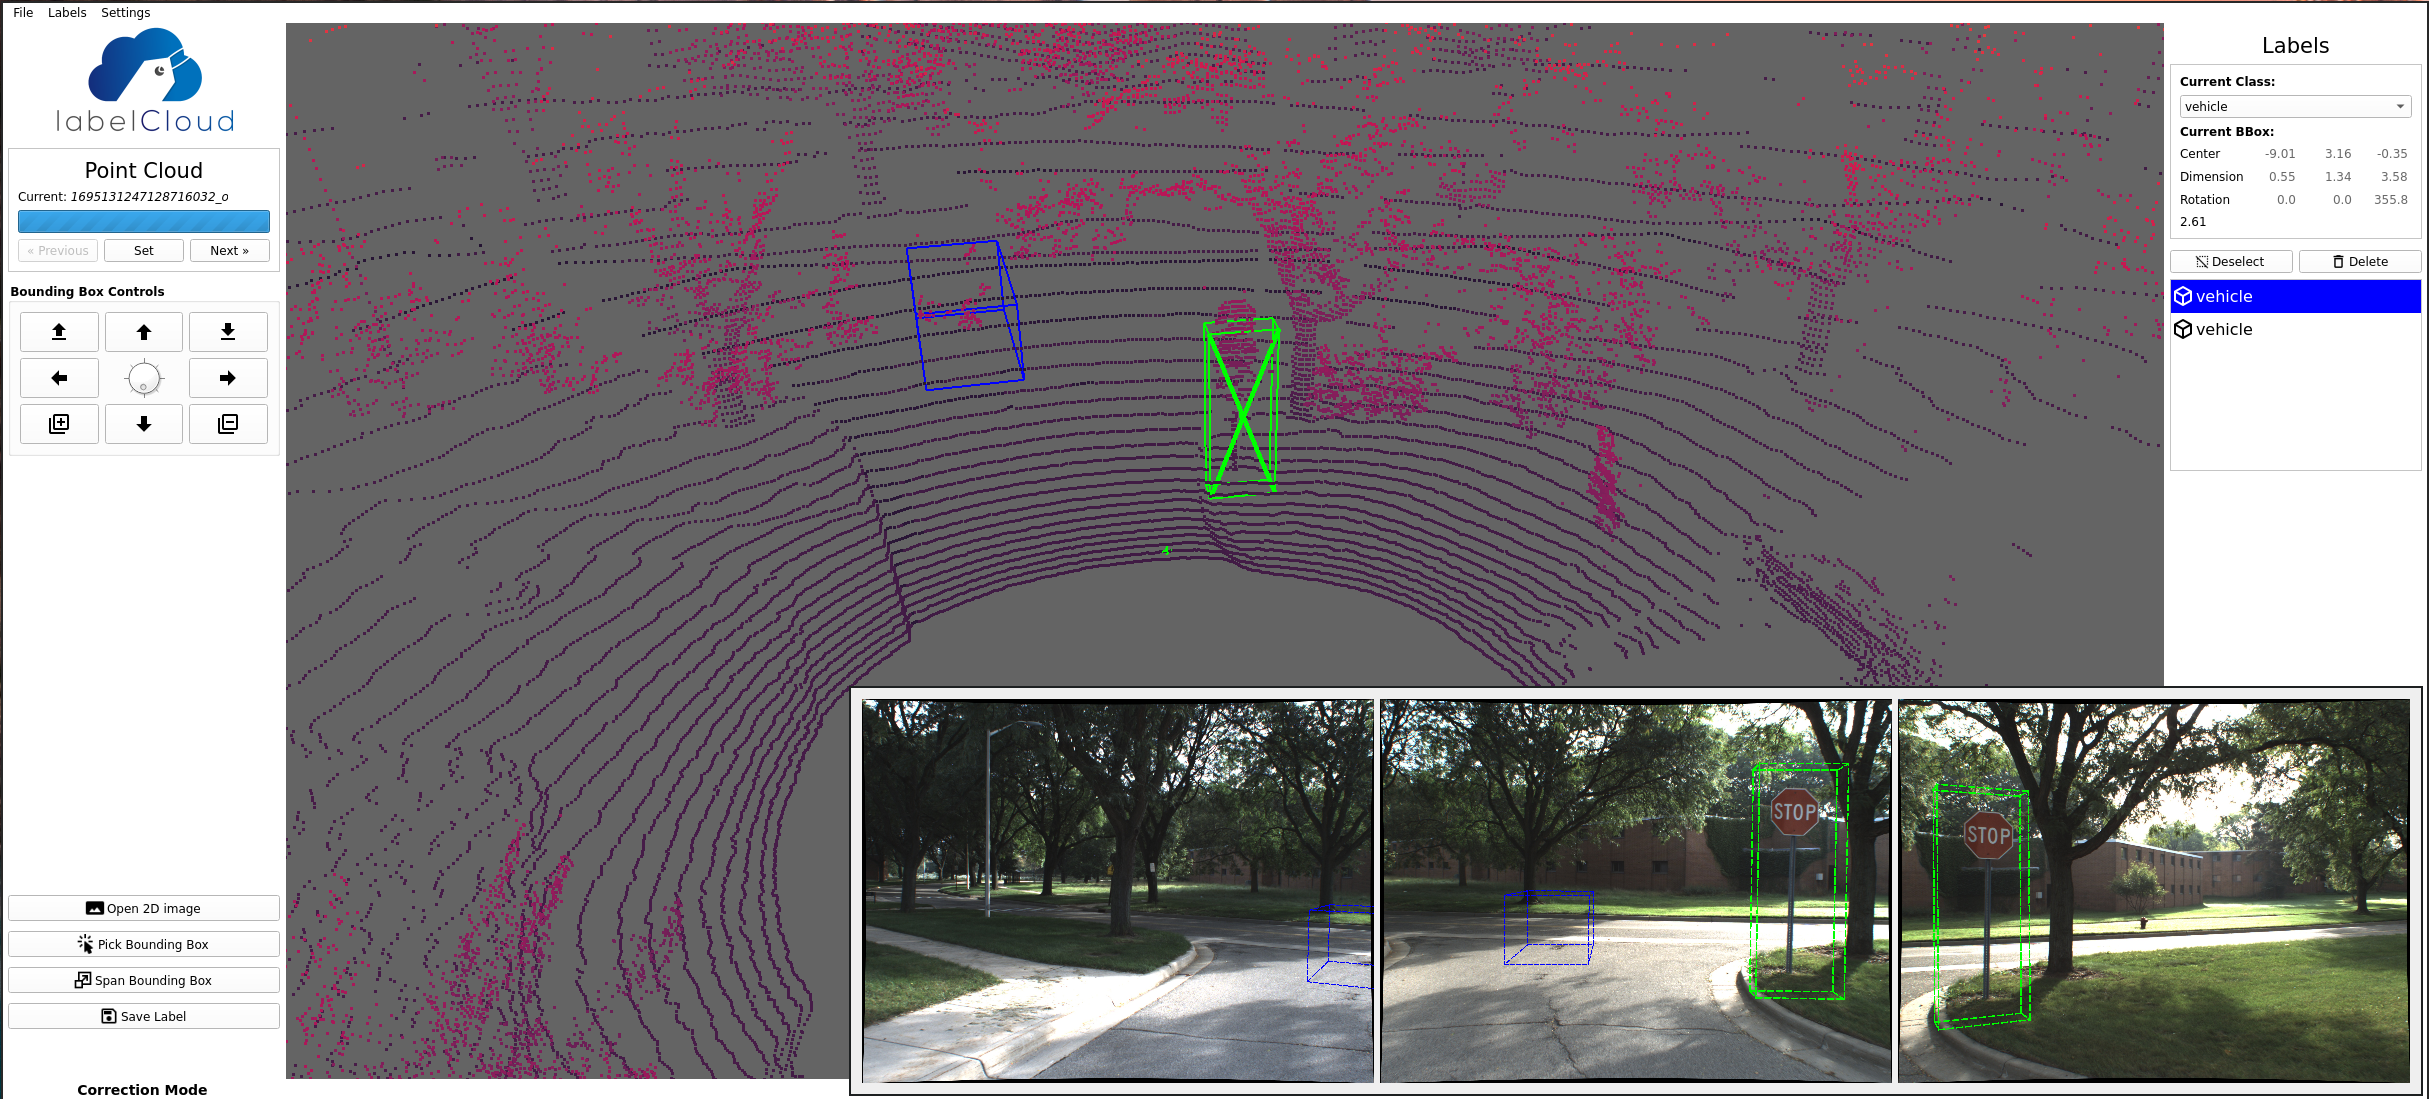 File Labels Settings
labelCloud
Point Cloud
Current: 1695131247128716032_o
« Previous Set Next »
Bounding Box Controls
Open 2D image
Pick Bounding Box
Span Bounding Box
Save Label
Correction Mode
Labels
Current Class:
vehicle
Current BBox:
Center -9.01 3.16 -0.35
Dimension 0.55 1.34 3.58
Rotation 0.0 0.0 355.8
2.61
Deselect Delete
vehicle
vehicle
STOP
STOP